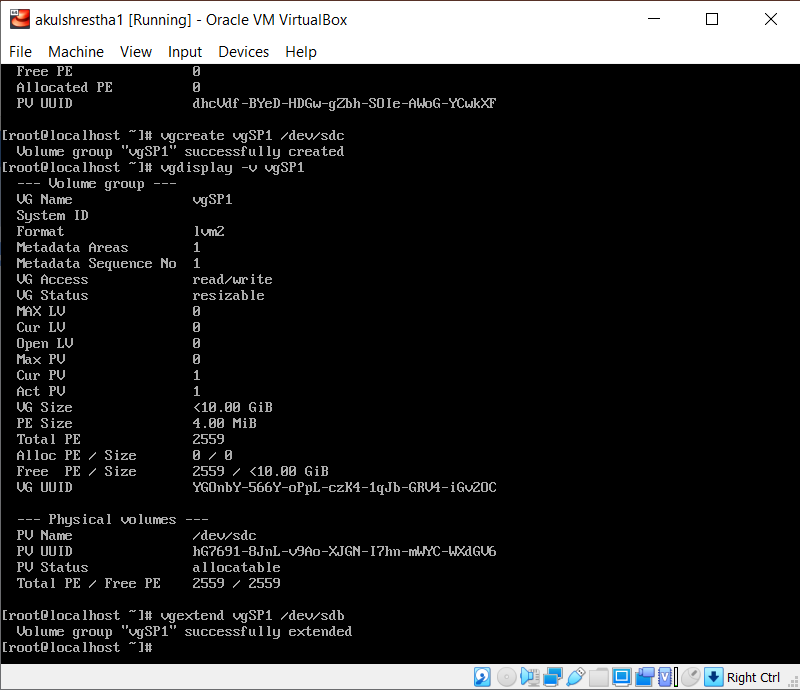 akulshrestha1 [Running] - Oracle VM VirtualBox
File Machine View Input Devices Help
Free PE 0
Allocated PE 0
PV UUID dhcVdf-BYeD-HDGw-gZbh-SOIe-AWoG-YCwkXF
[root@localhost ~]# vgcreate vgSP1 /dev/sdc
Volume group "vgSP1" successfully created
[root@localhost ~]# vgdisplay -v vgSP1
--- Volume group ---
VG Name vgSP1
System ID
Format lvm2
Metadata Areas 1
Metadata Sequence No 1
VG Access read/write
VG Status resizable
MAX LV 0
Cur LV 0
Open LV 0
Max PV 0
Cur PV 1
Act PV 1
VG Size <10.00 GiB
PE Size 4.00 MiB
Total PE 2559
Alloc PE / Size 0 / 0
Free PE / Size 2559 / <10.00 GiB
VG UUID YGOnbY-566Y-oPpL-czK4-1qJb-GRV4-iGv2OC
--- Physical volumes ---
PV Name /dev/sdc
PV UUID hG7691-8JnL-v9Ao-XJGN-I7hn-mWYC-WXdGV6
PV Status allocatable
Total PE / Free PE 2559 / 2559
[root@localhost ~]# vgextend vgSP1 /dev/sdb
Volume group "vgSP1" successfully extended
[root@localhost ~]#
Right Ctrl